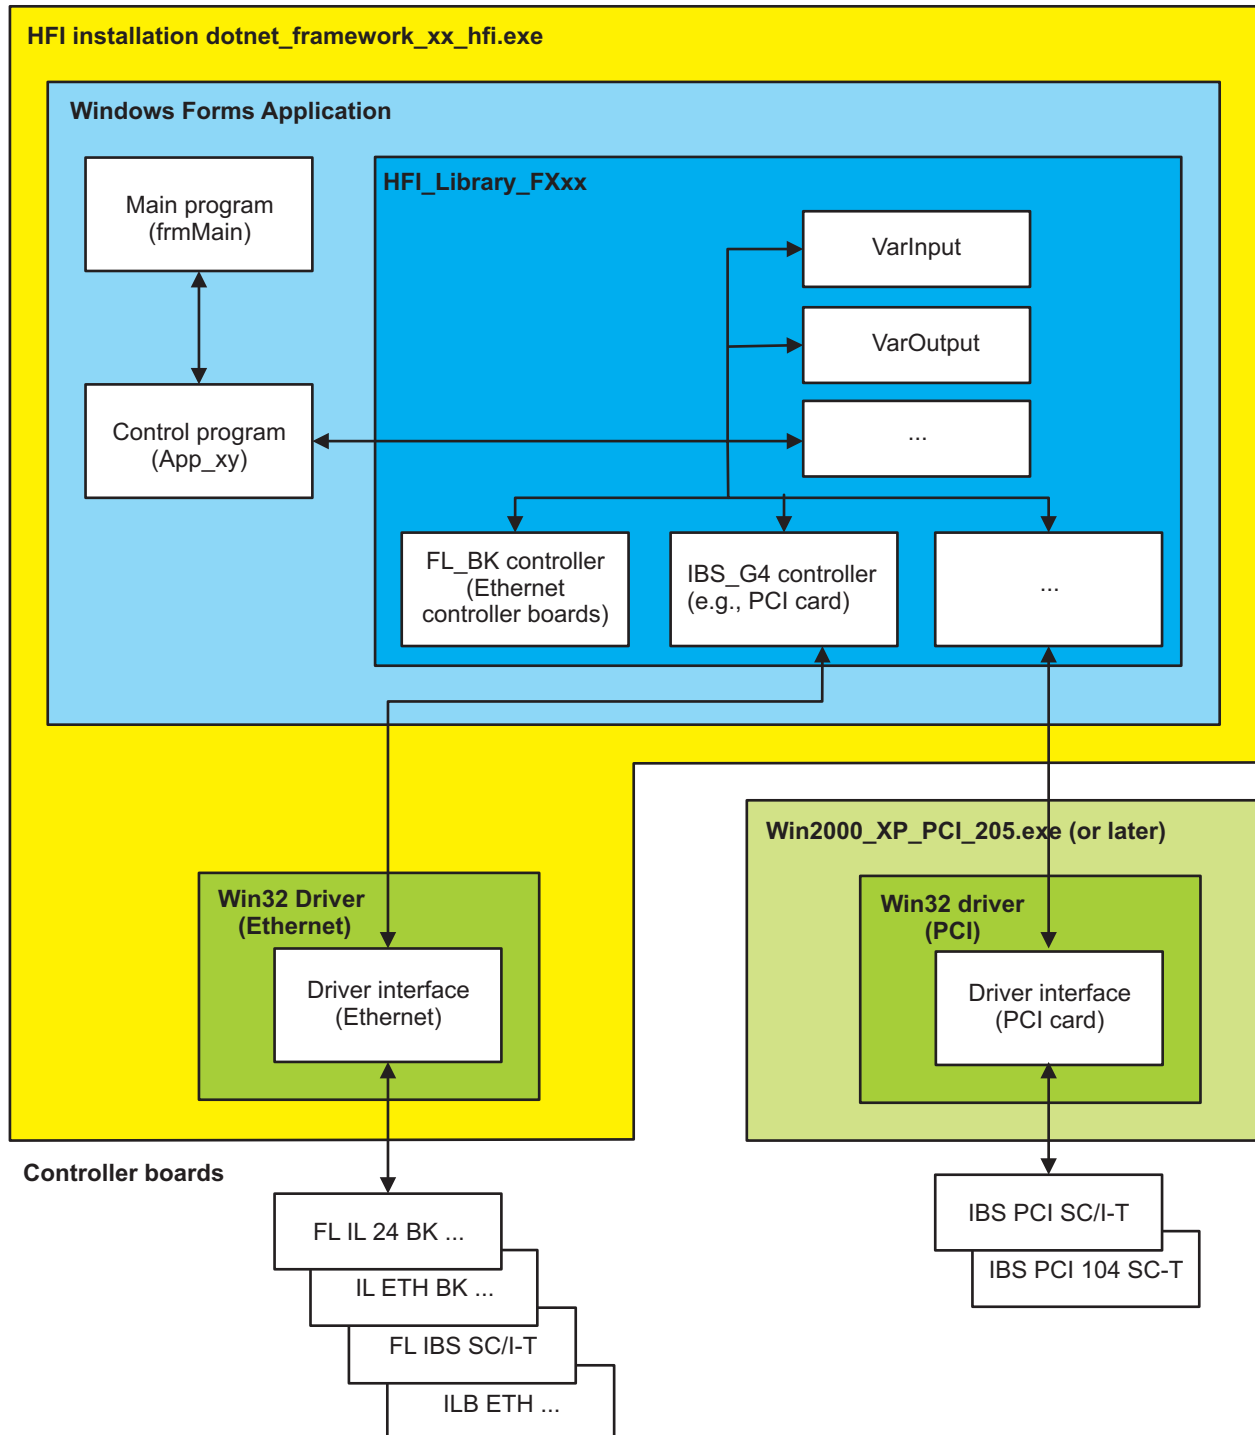 HFI installation dotnet_framework_xx_hfi.exe
Windows Forms Application
Main program
(frmMain)
HFI_Library_FXxx
VarInput
VarOutput
...
Control program
(App_xy)
FL_BK controller
(Ethernet
controller boards)
IBS_G4 controller
(e.g., PCI card)
...
Win32 Driver
(Ethernet)
Driver interface
(Ethernet)
Win2000_XP_PCI_205.exe (or later)
Win32 driver
(PCI)
Driver interface
(PCI card)
Controller boards
FL IL 24 BK ...
IL ETH BK ...
FL IBS SC/I-T
ILB ETH ...
IBS PCI SC/I-T
IBS PCI 104 SC-T